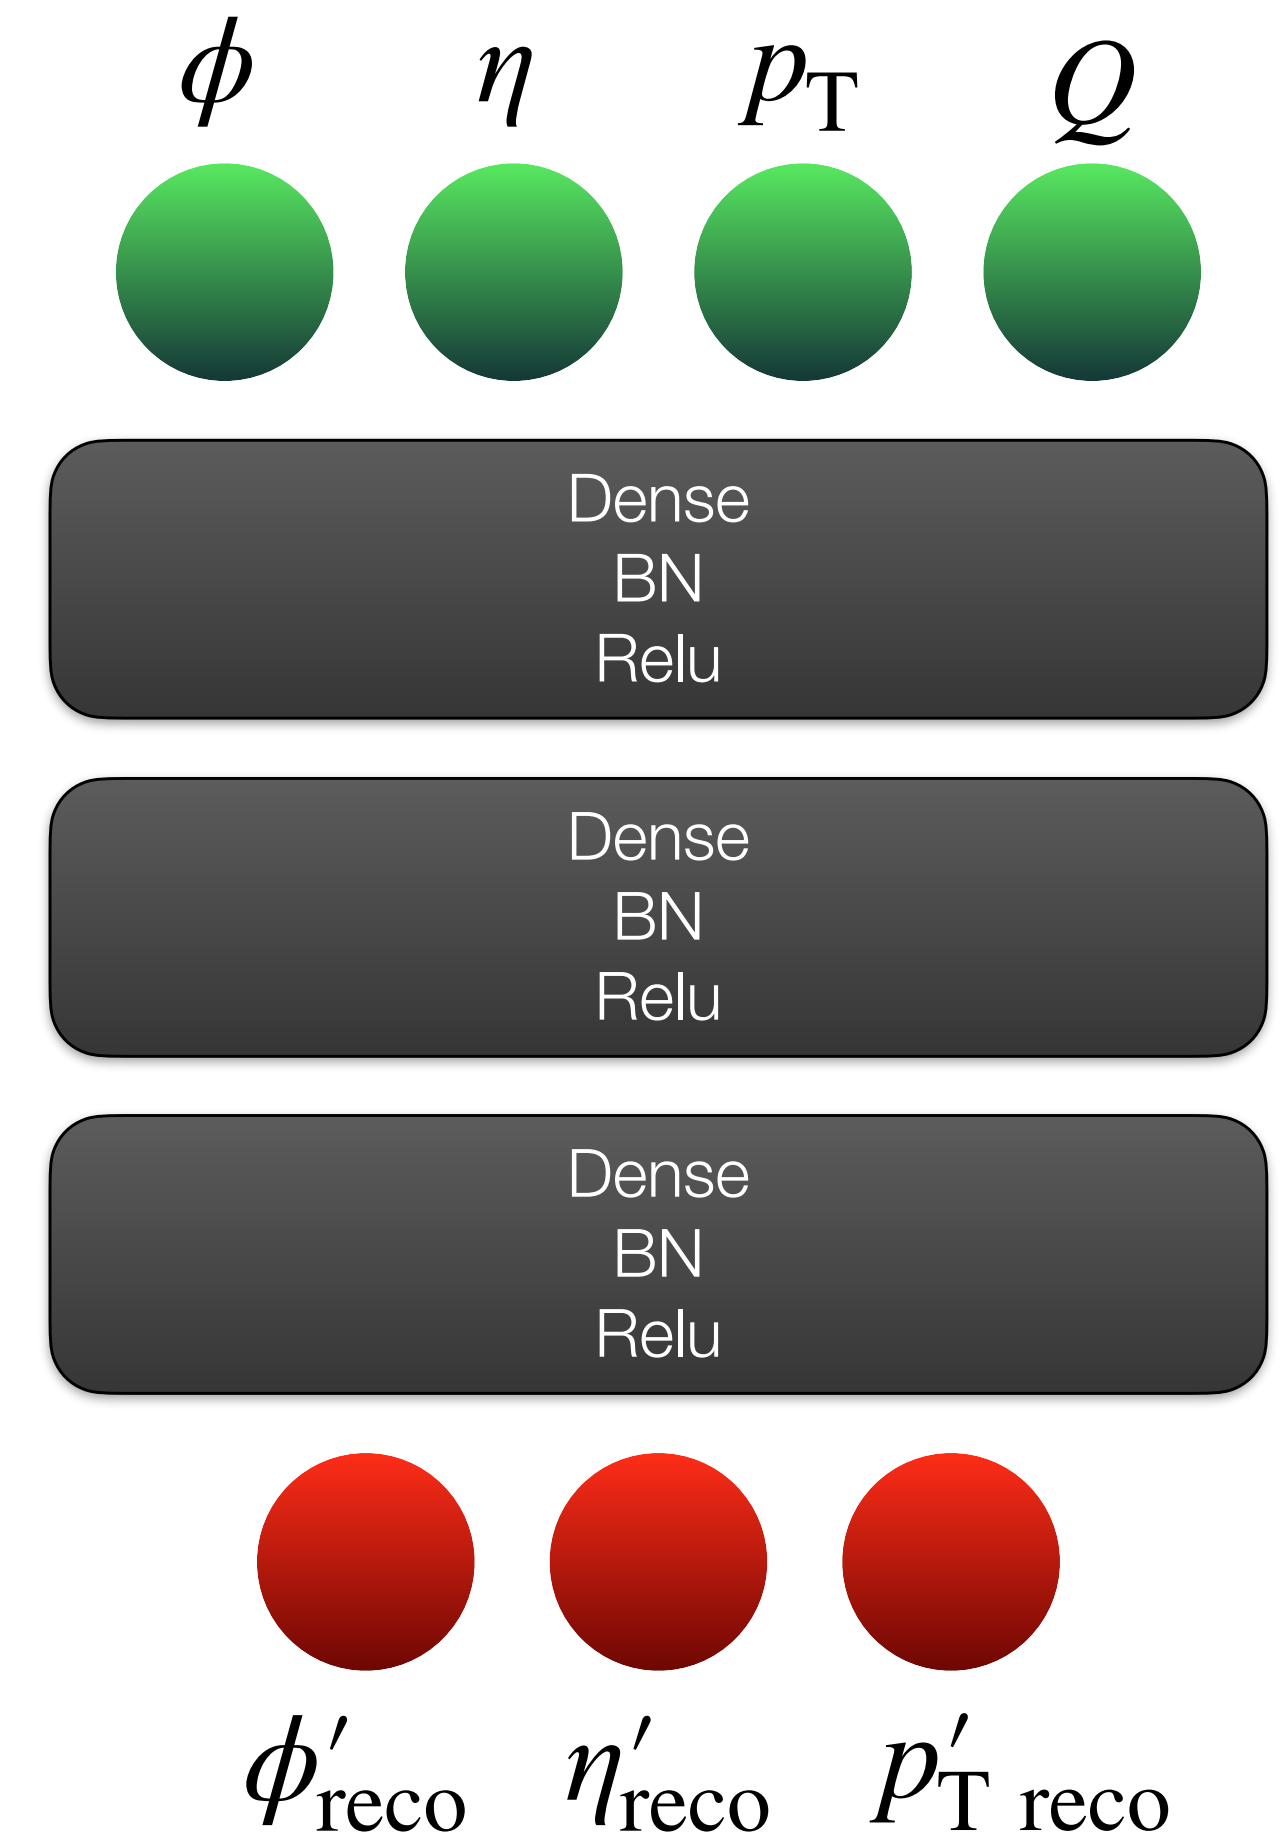 ϕ η p_T Q
Dense
BN
Relu
Dense
BN
Relu
Dense
BN
Relu
ϕ′_reco η′_reco p′_T reco